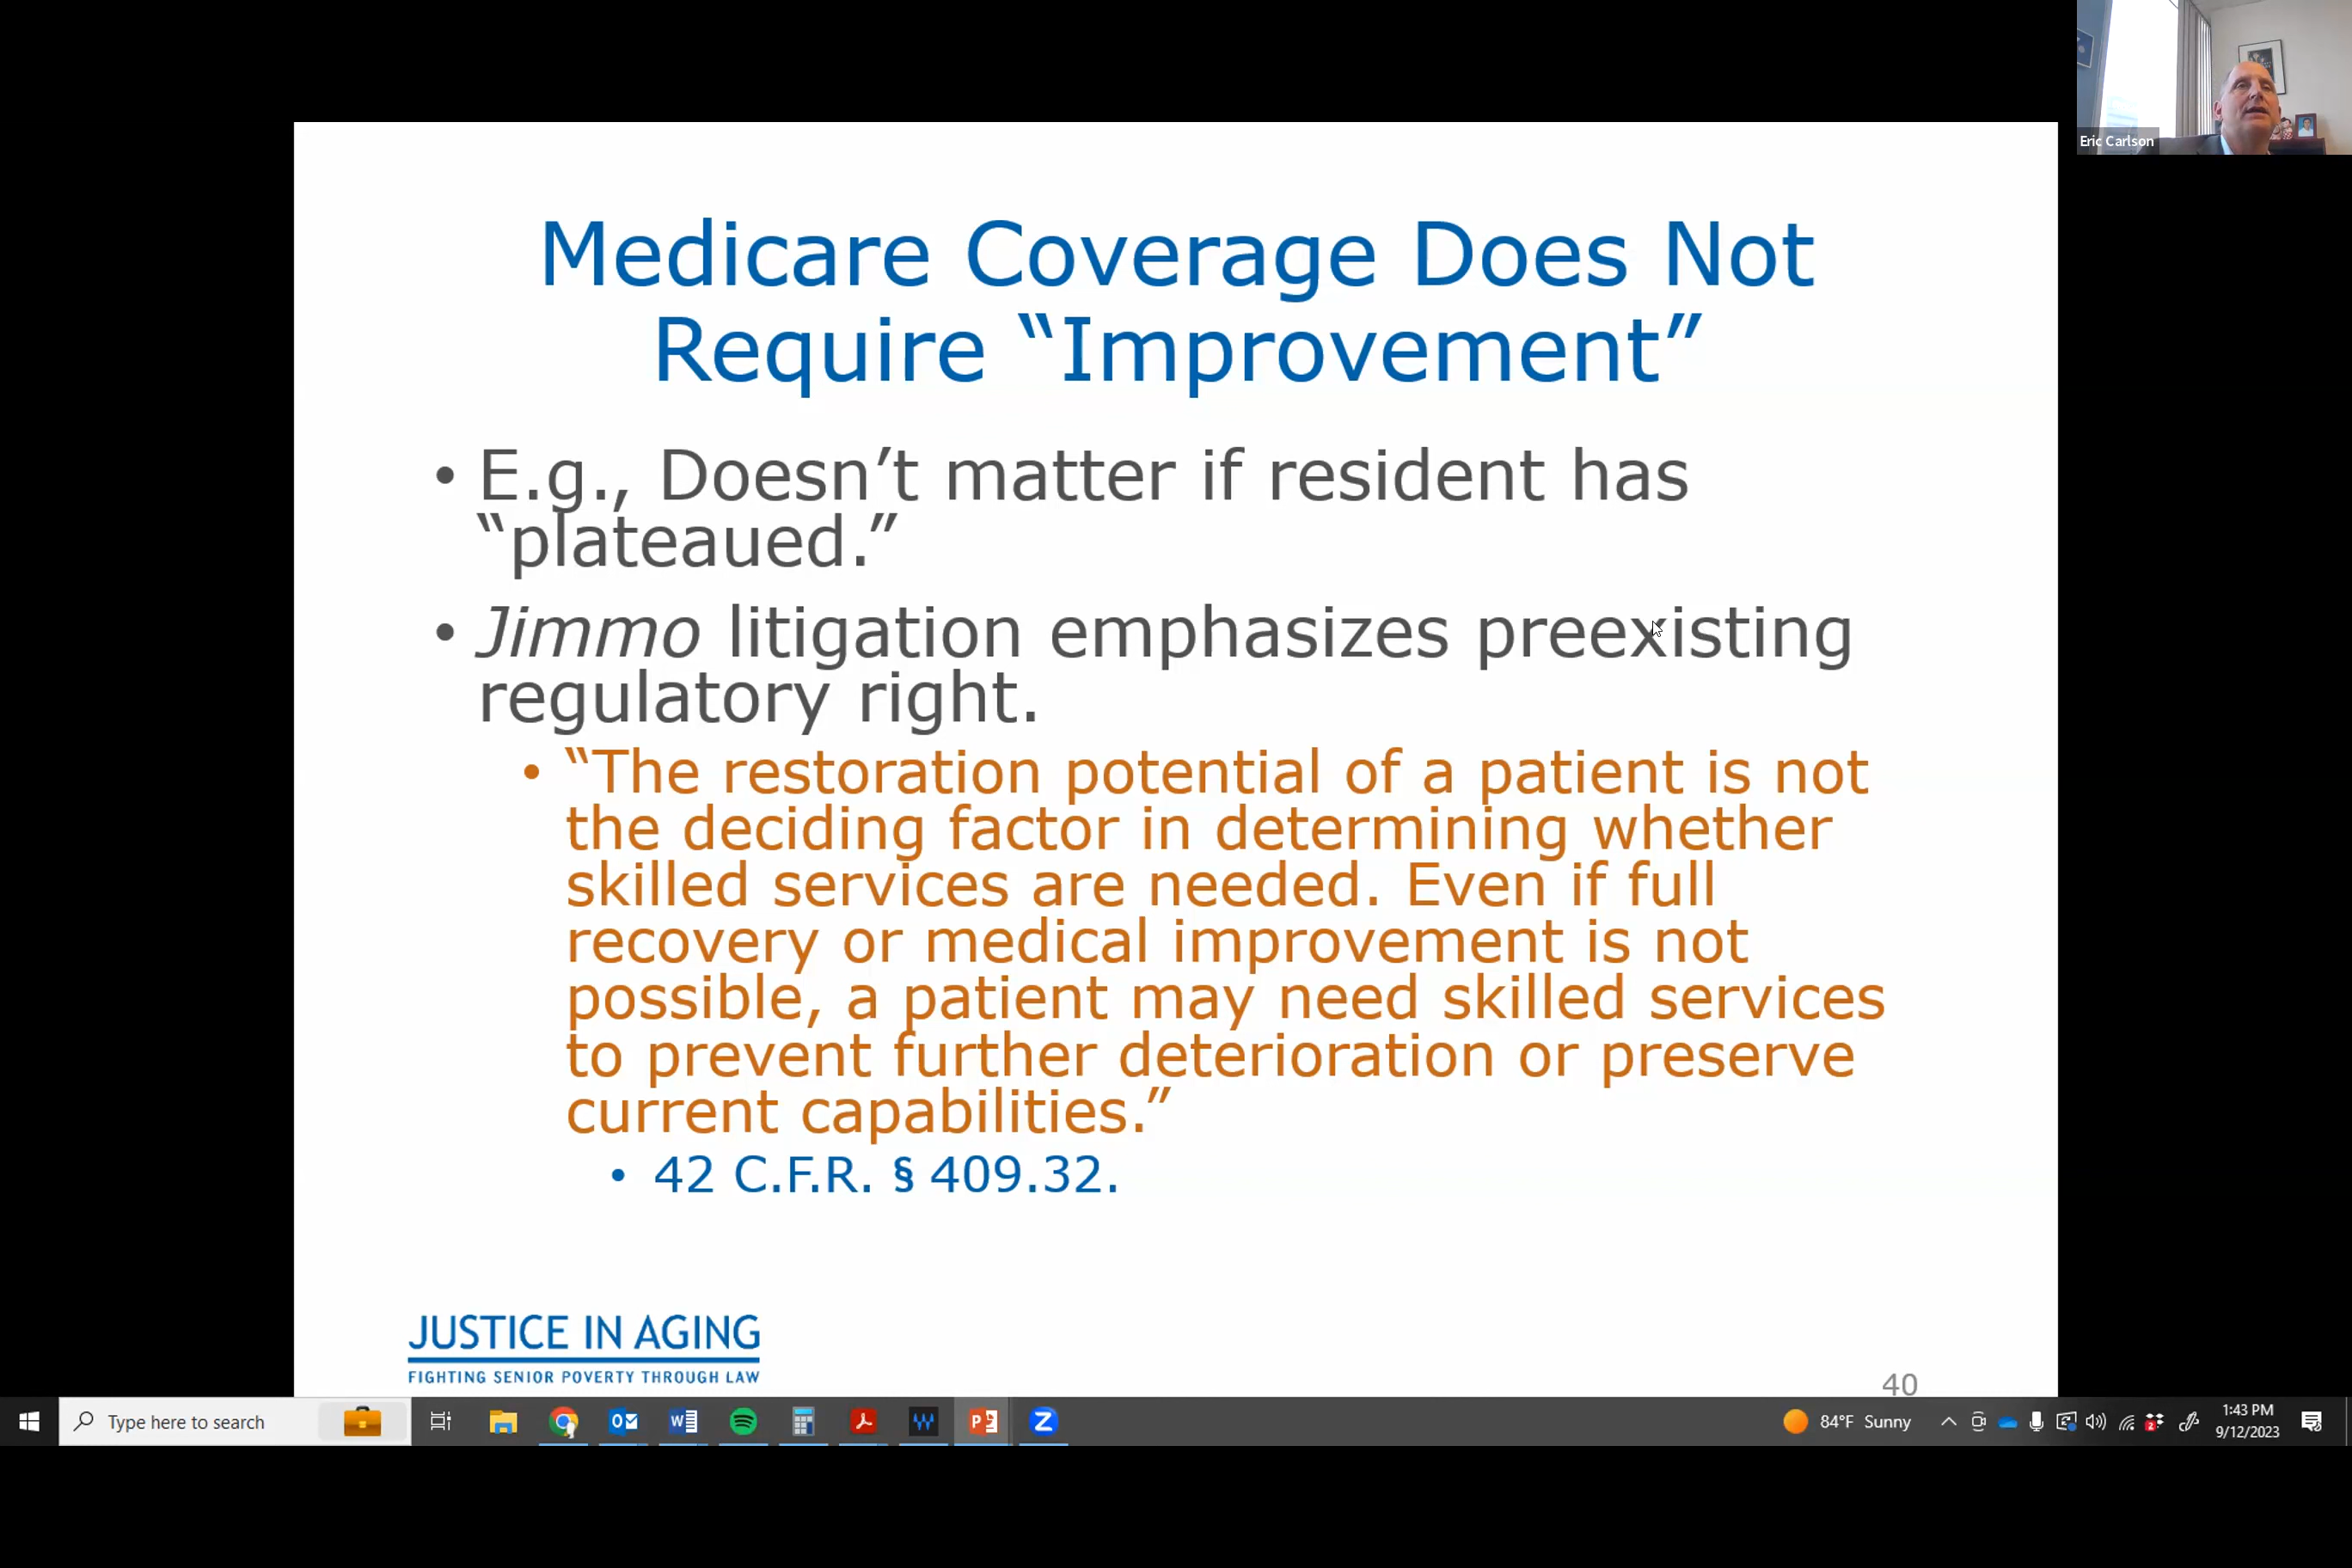 Eric Carlson
Medicare Coverage Does Not
Require “Improvement”
• E.g., Doesn’t matter if resident has
“plateaued.”
• Jimmo litigation emphasizes preexisting
regulatory right.
• “The restoration potential of a patient is not
the deciding factor in determining whether
skilled services are needed. Even if full
recovery or medical improvement is not
possible, a patient may need skilled services
to prevent further deterioration or preserve
current capabilities.”
• 42 C.F.R. § 409.32.
JUSTICE IN AGING
FIGHTING SENIOR POVERTY THROUGH LAW
40
Type here to search
84°F Sunny
1:43 PM
9/12/2023